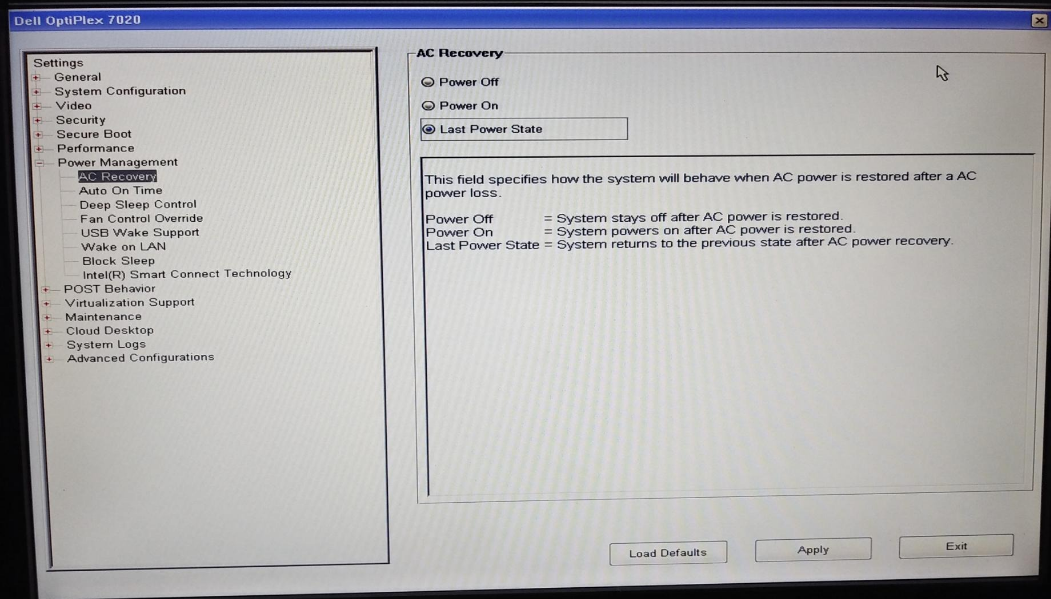 Dell OptiPlex 7020
Settings
General
System Configuration
Video
Security
Secure Boot
Performance
Power Management
AC Recovery
Auto On Time
Deep Sleep Control
Fan Control Override
USB Wake Support
Wake on LAN
Block Sleep
Intel(R) Smart Connect Technology
POST Behavior
Virtualization Support
Maintenance
Cloud Desktop
System Logs
Advanced Configurations
AC Recovery
Power Off
Power On
Last Power State
This field specifies how the system will behave when AC power is restored after a AC
power loss.
Power Off = System stays off after AC power is restored.
Power On = System powers on after AC power is restored.
Last Power State = System returns to the previous state after AC power recovery.
Load Defaults
Apply
Exit